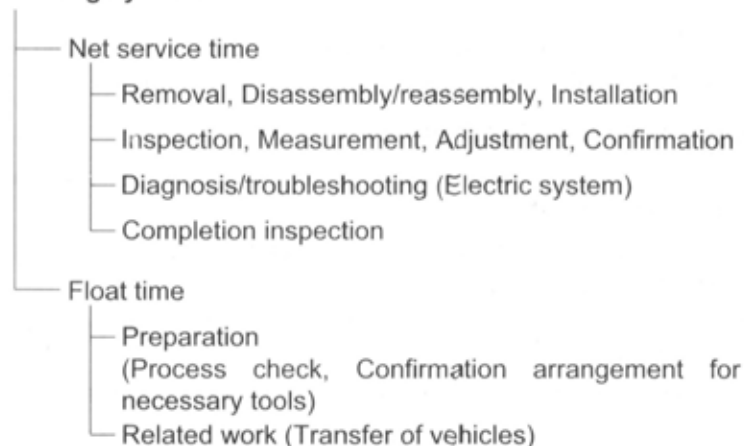 Net service time
Removal, Disassembly/reassembly, Installation
Inspection, Measurement, Adjustment, Confirmation
Diagnosis/troubleshooting (Electric system)
Completion inspection
Float time
Preparation
(Process check, Confirmation arrangement for
necessary tools)
Related work (Transfer of vehicles)